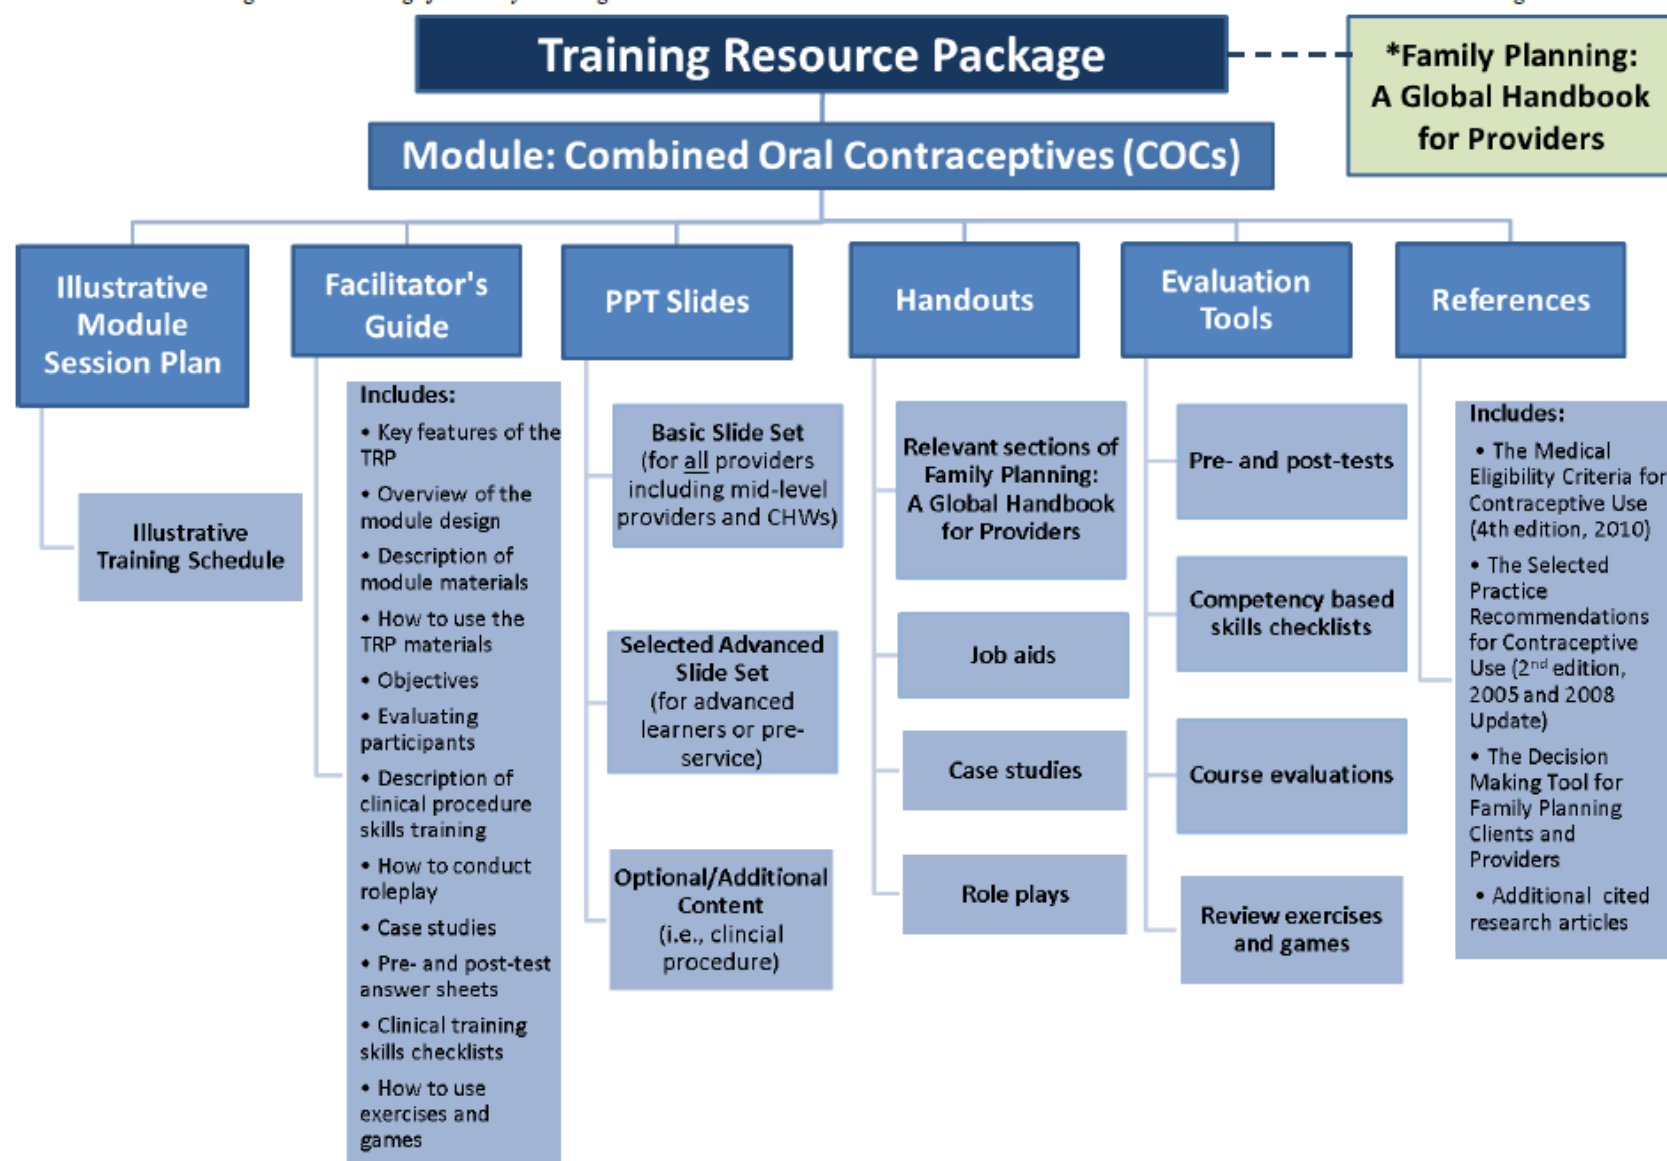 Training Resource Package
*Family Planning:
A Global Handbook
for Providers
Module: Combined Oral Contraceptives (COCs)
Illustrative
Module
Session Plan
Illustrative
Training Schedule
Facilitator's
Guide
Includes:
• Key features of the
TRP
• Overview of the
module design
• Description of
module materials
• How to use the
TRP materials
• Objectives
• Evaluating
participants
• Description of
clinical procedure
skills training
• How to conduct
roleplay
• Case studies
• Pre- and post-test
answer sheets
• Clinical training
skills checklists
• How to use
exercises and
games
PPT Slides
Basic Slide Set
(for all providers
including mid-level
providers and CHWs)
Selected Advanced
Slide Set
(for advanced
learners or pre-
service)
Optional/Additional
Content
(i.e., clincial
procedure)
Handouts
Relevant sections of
Family Planning:
A Global Handbook
for Providers
Job aids
Case studies
Role plays
Evaluation
Tools
Pre- and post-tests
Competency based
skills checklists
Course evaluations
Review exercises
and games
References
Includes:
• The Medical
Eligibility Criteria for
Contraceptive Use
(4th edition, 2010)
• The Selected
Practice
Recommendations
for Contraceptive
Use (2nd edition,
2005 and 2008
Update)
• The Decision
Making Tool for
Family Planning
Clients and
Providers
• Additional cited
research articles